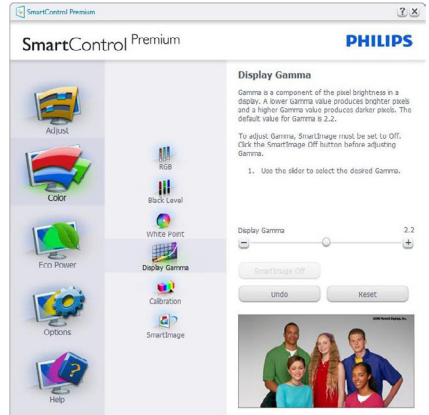 SmartControl Premium
SmartControl Premium
PHILIPS
Adjust
Color
Eco Power
Options
Help
RGB
Black Level
White Point
Display Gamma
Calibration
SmartImage
Display Gamma
Gamma is a component of the pixel brightness in a
display. A lower Gamma value produces brighter pixels
and a higher Gamma value produces darker pixels. The
default value for Gamma is 2.2.
To adjust Gamma, SmartImage must be set to Off.
Click the SmartImage Off button before adjusting
Gamma.
1. Use the slider to select the desired Gamma.
Display Gamma 2.2
SmartImage Off
Undo Reset